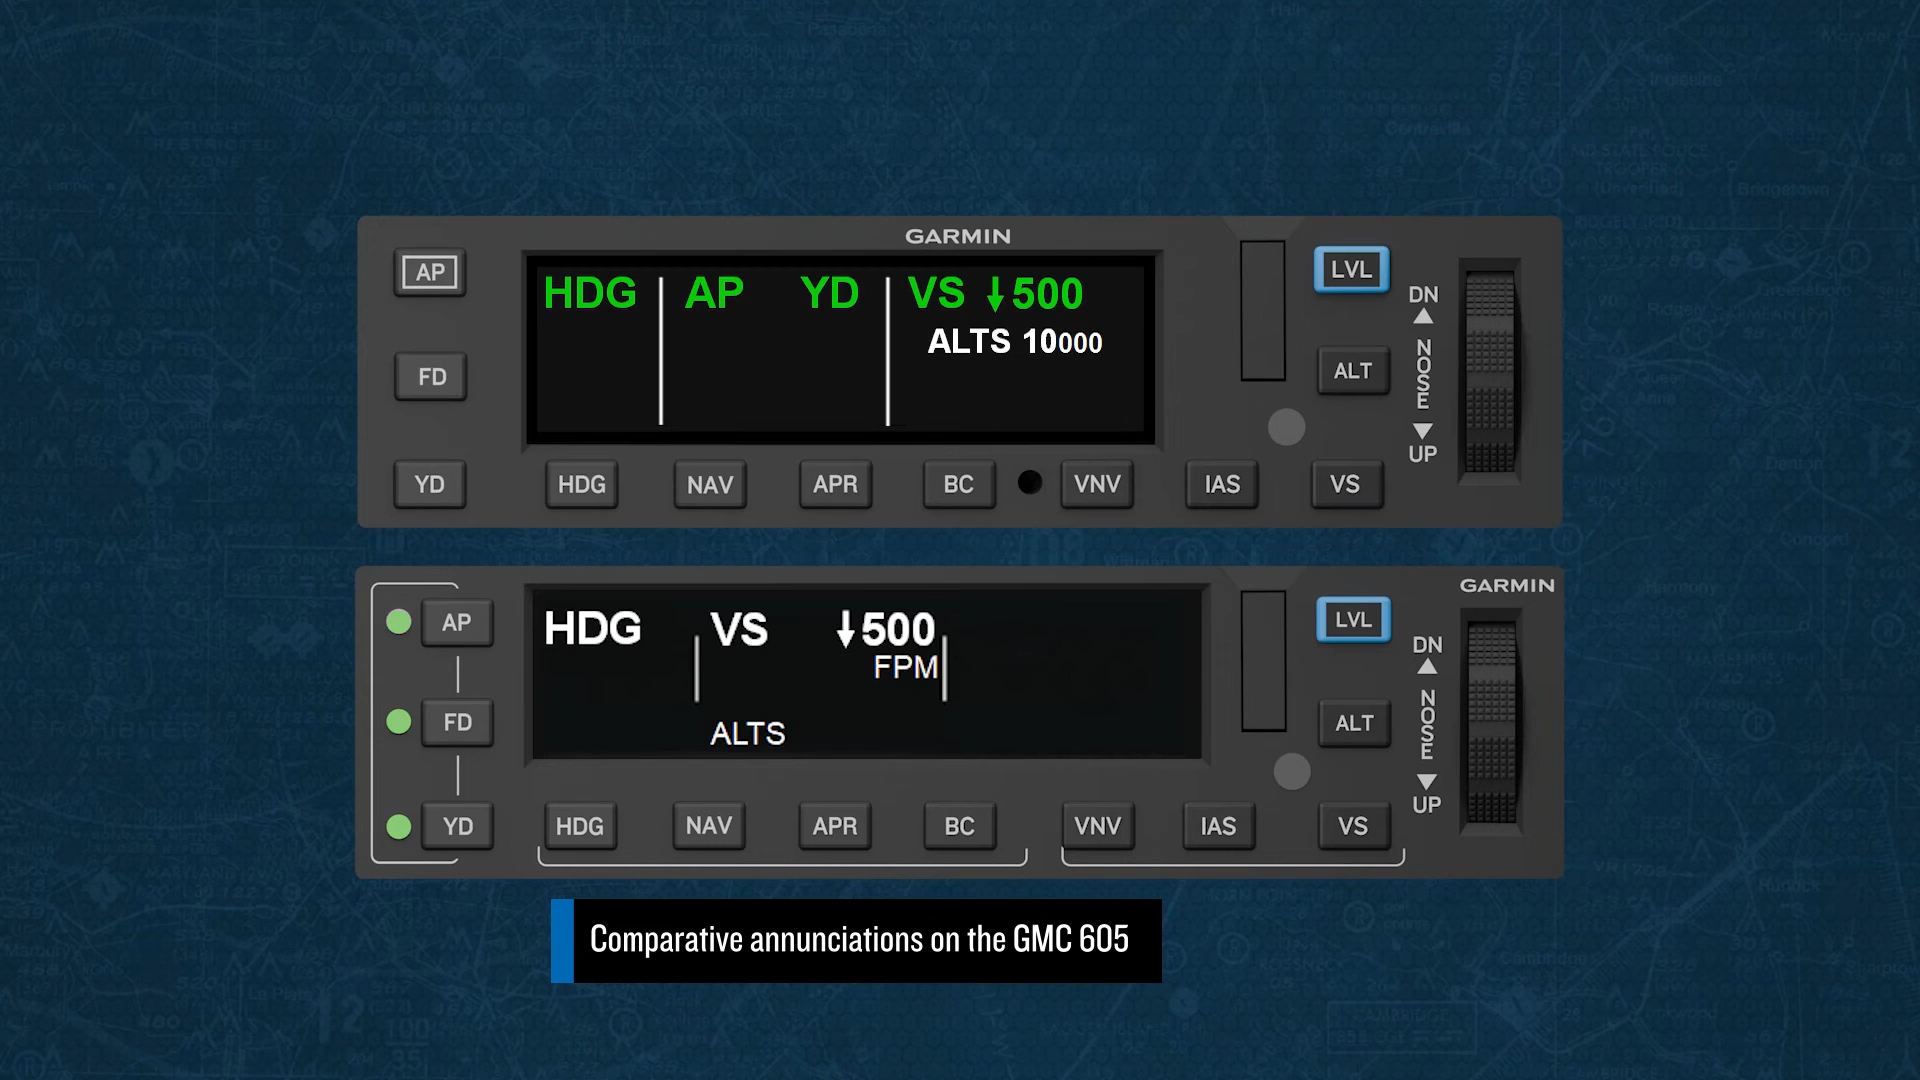 GARMIN
AP
HDG AP YD VS ↓500
ALTS 10000
LVL
DN
NOSE
UP
FD
ALT
YD
HDG
NAV
APR
BC
VNV
IAS
VS
GARMIN
AP
HDG VS ↓500
FPM
ALTS
LVL
DN
NOSE
UP
FD
ALT
YD
HDG
NAV
APR
BC
VNV
IAS
VS
Comparative annunciations on the GMC 605